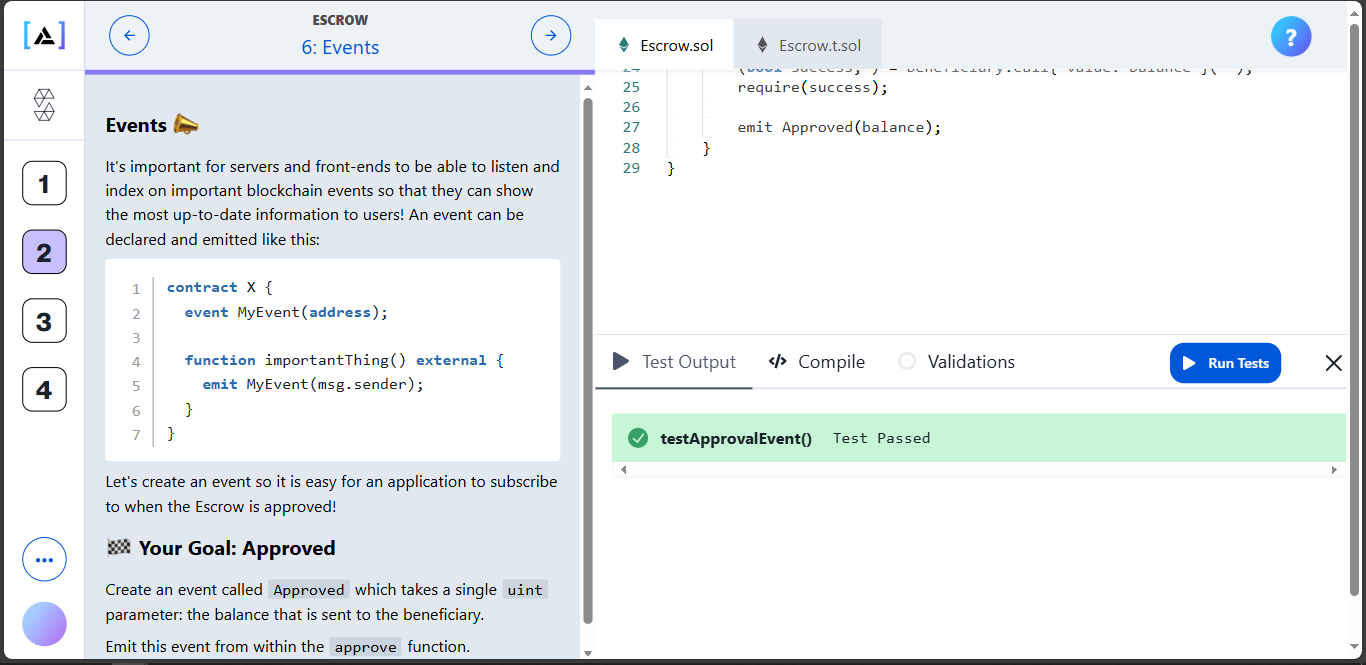 ESCROW
6: Events
1
2
3
4
Events
It's important for servers and front-ends to be able to listen and
index on important blockchain events so that they can show
the most up-to-date information to users! An event can be
declared and emitted like this:
1 contract X {
2 event MyEvent(address);
3
4 function importantThing() external {
5 emit MyEvent(msg.sender);
6 }
7 }
Let's create an event so it is easy for an application to subscribe
to when the Escrow is approved!
Your Goal: Approved
Create an event called Approved which takes a single uint
parameter: the balance that is sent to the beneficiary.
Emit this event from within the approve function.
Escrow.sol
Escrow.t.sol
?
24 (bool success, ) = beneficiary.call{ value: balance }("");
25 require(success);
26
27 emit Approved(balance);
28 }
29 }
Test Output
Compile
Validations
Run Tests
testApprovalEvent() Test Passed